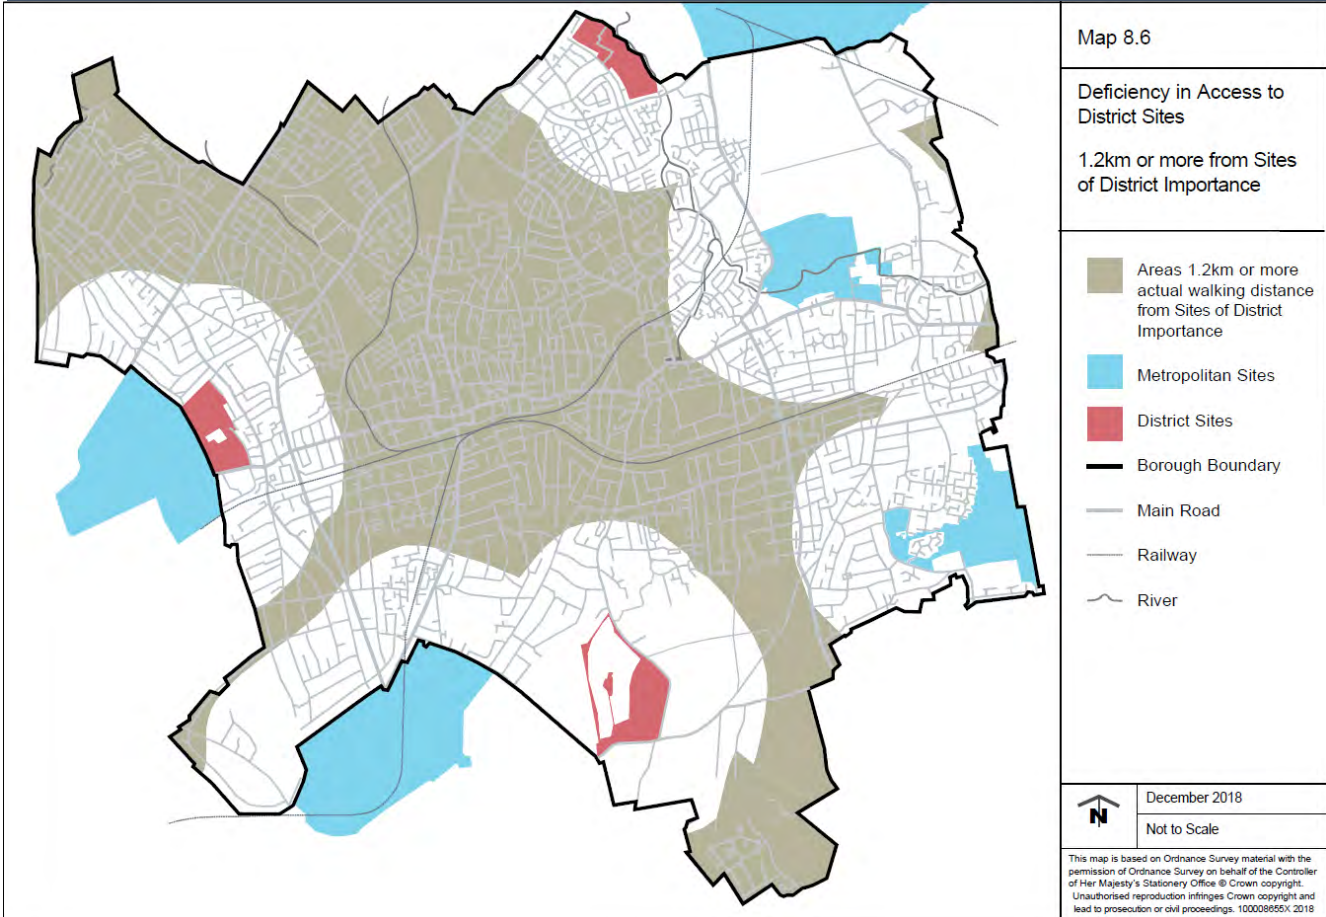 Map 8.6
Deficiency in Access to
District Sites
1.2km or more from Sites
of District Importance
Areas 1.2km or more
actual walking distance
from Sites of District
Importance
Metropolitan Sites
District Sites
Borough Boundary
Main Road
Railway
River
N
December 2018
Not to Scale
This map is based on Ordnance Survey material with the
permission of Ordnance Survey on behalf of the Controller
of Her Majesty's Stationery Office © Crown copyright.
Unauthorised reproduction infringes Crown copyright and
lead to prosecution or civil proceedings. 100008655X 2018